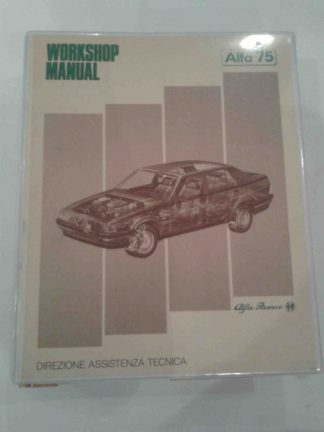 WORKSHOP
MANUAL
Alfa 75
Alfa-Romeo
DIREZIONE ASSISTENZA TECNICA